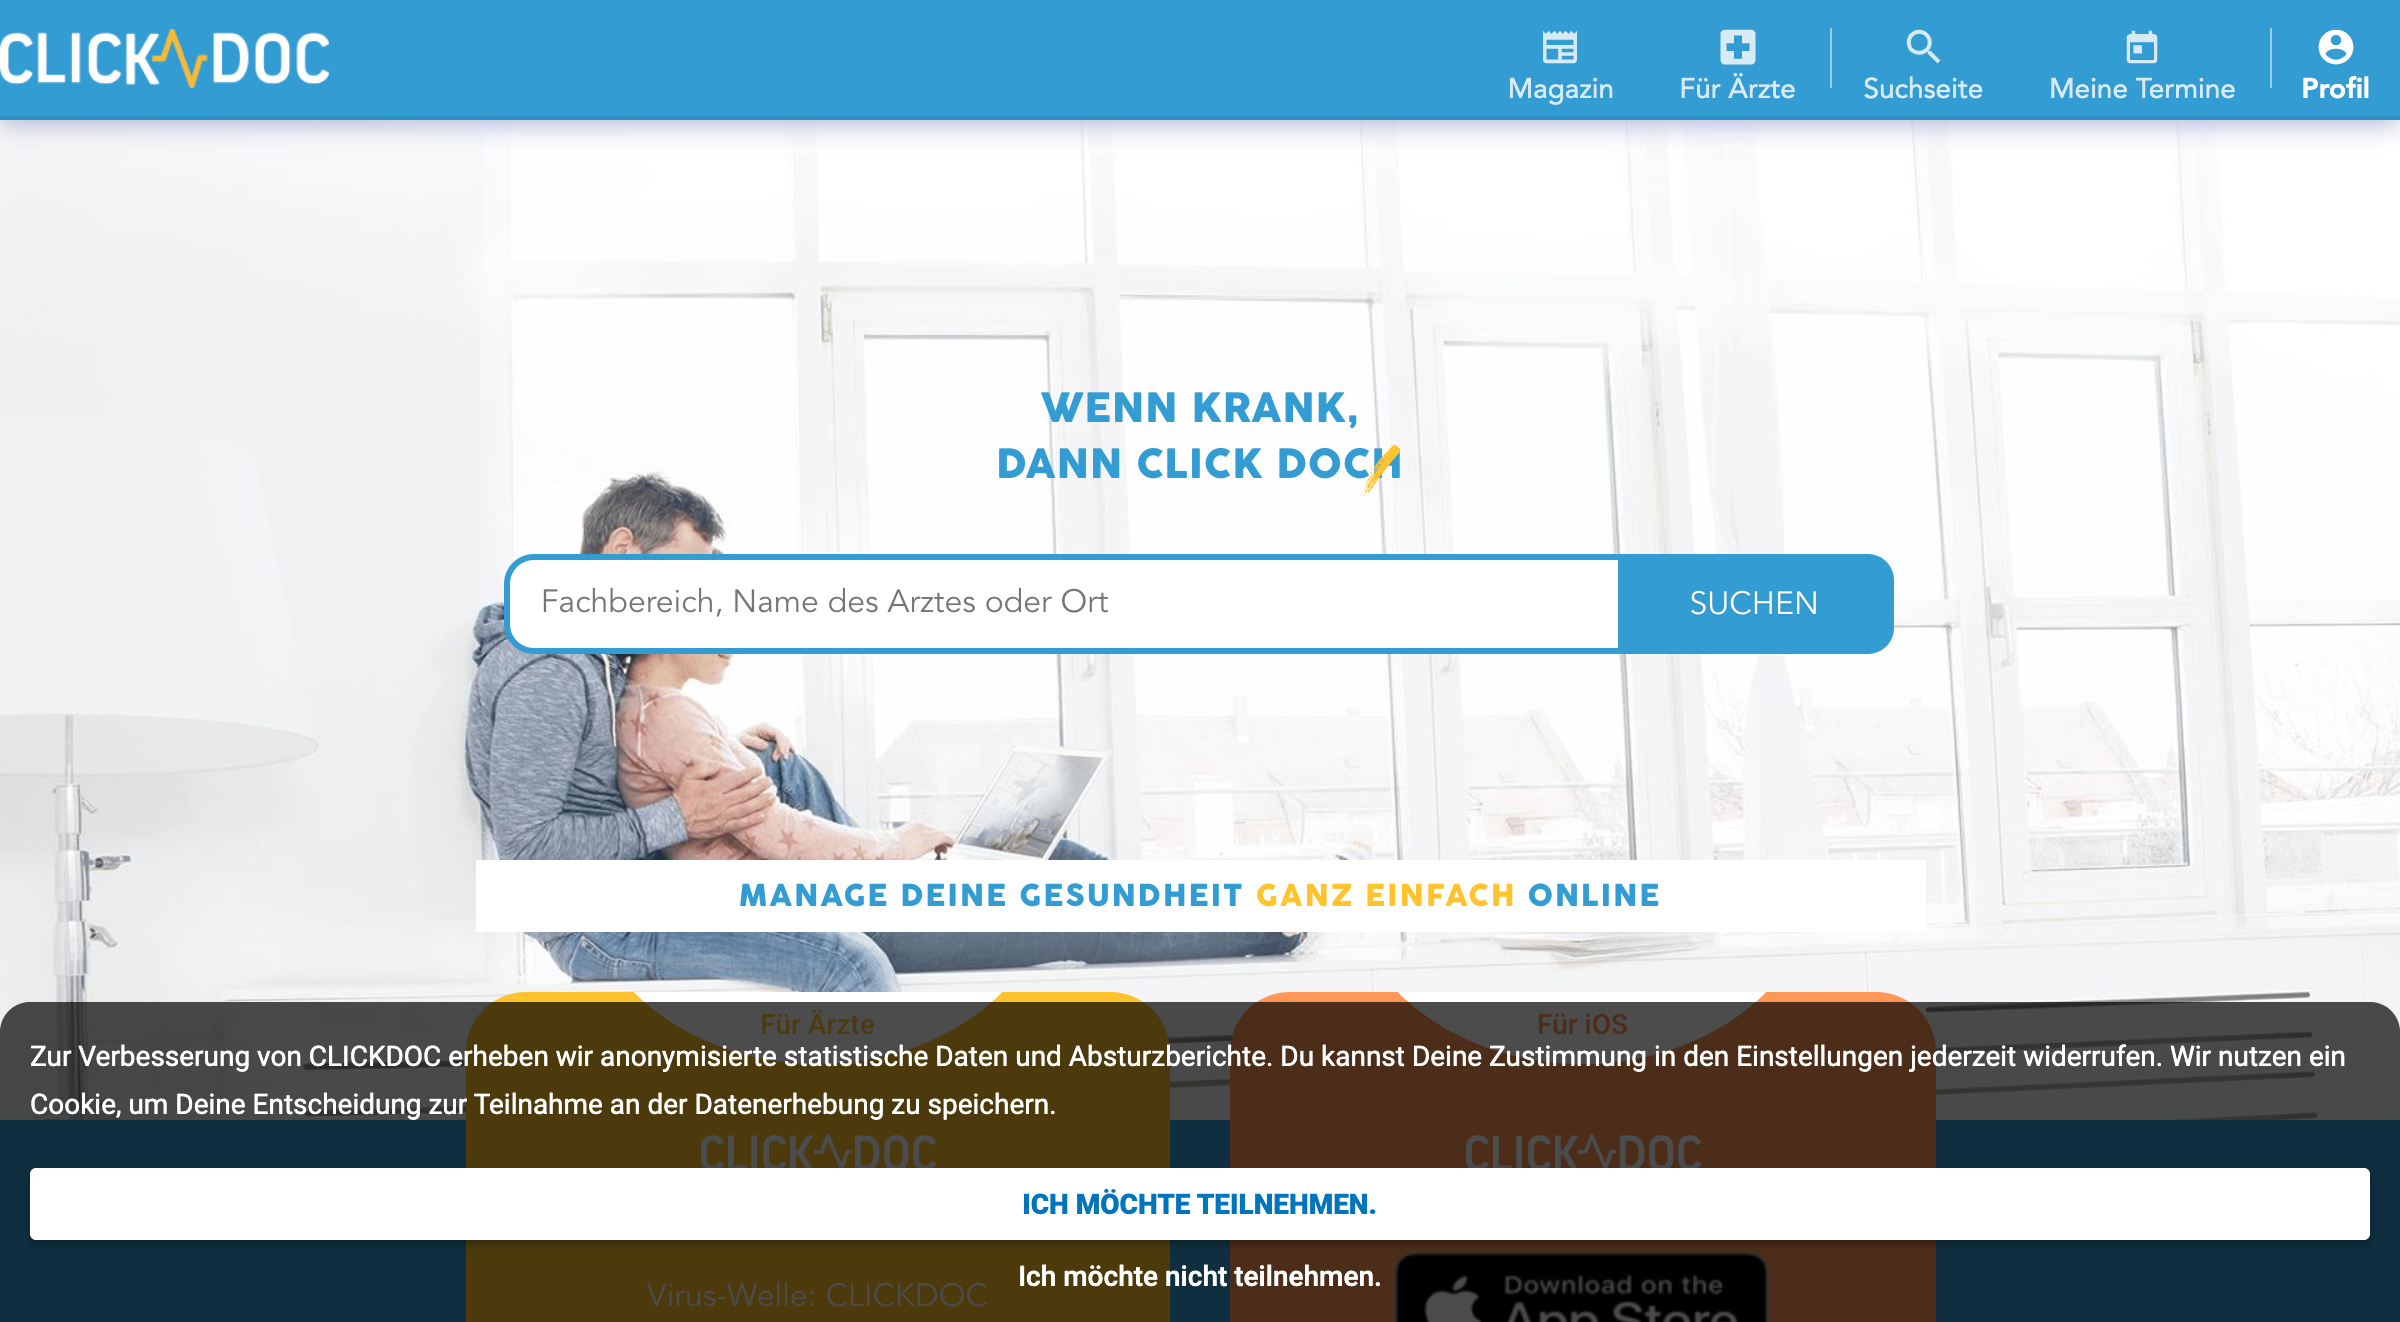 CLICKDOC
Magazin
Für Ärzte
Suchseite
Meine Termine
Profil
WENN KRANK,
DANN CLICK DOCH
Fachbereich, Name des Arztes oder Ort
SUCHEN
MANAGE DEINE GESUNDHEIT GANZ EINFACH ONLINE
Für Ärzte
Für iOS
Zur Verbesserung von CLICKDOC erheben wir anonymisierte statistische Daten und Absturzberichte. Du kannst Deine Zustimmung in den Einstellungen jederzeit widerrufen. Wir nutzen ein
Cookie, um Deine Entscheidung zur Teilnahme an der Datenerhebung zu speichern.
CLICKDOC
CLICKDOC
ICH MÖCHTE TEILNEHMEN.
Ich möchte nicht teilnehmen.
Virus-Welle: CLICKDOC
Download on the
App Store